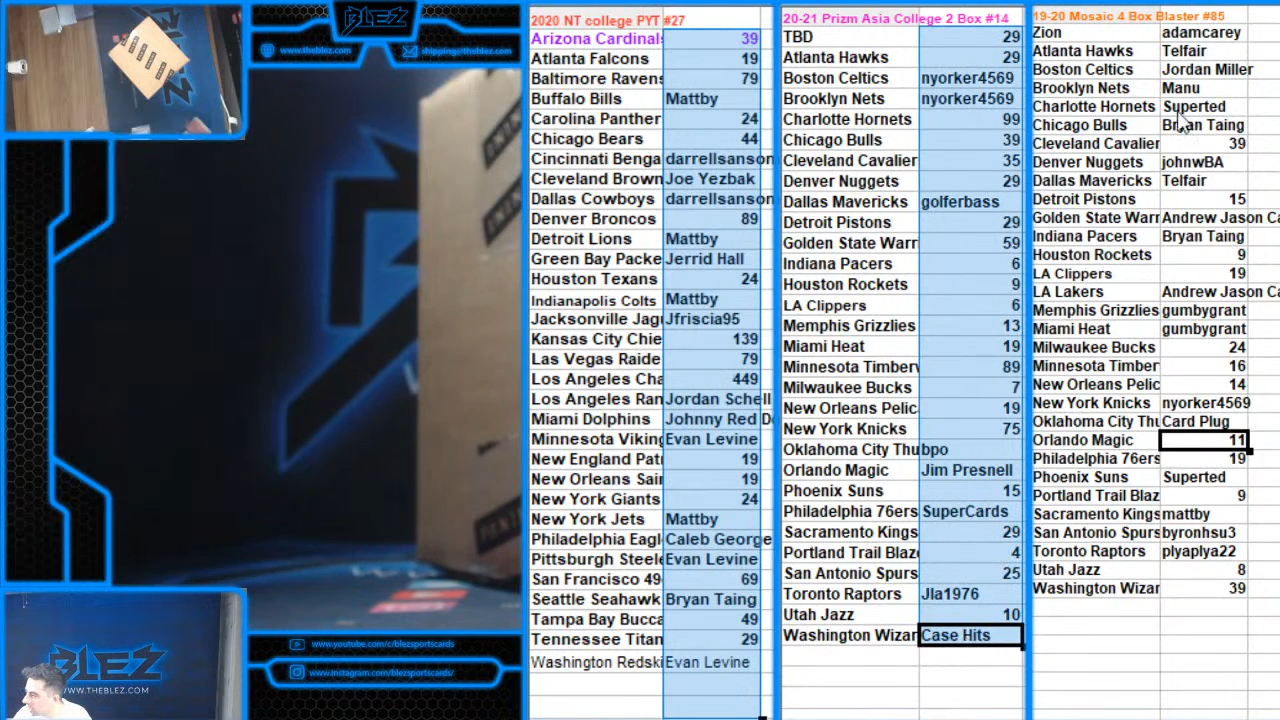 BLEZ
www.theblez.com
shipping@theblez.com
2020 NT college PYT #27
Arizona Cardinals 39
Atlanta Falcons 19
Baltimore Ravens 79
Buffalo Bills Mattby
Carolina Panther 24
Chicago Bears 44
Cincinnati Benga darrellsanson
Cleveland Brown Joe Yezbak
Dallas Cowboys darrellsanson
Denver Broncos 89
Detroit Lions Mattby
Green Bay Packe Jerrid Hall
Houston Texans 24
Indianapolis Colts Mattby
Jacksonville Jagu Jfriscia95
Kansas City Chie 139
Las Vegas Raide 79
Los Angeles Cha 449
Los Angeles Ran Jordan Schell
Miami Dolphins Johnny Red D
Minnesota Viking Evan Levine
New England Patr 19
New Orleans Sain 19
New York Giants 24
New York Jets Mattby
Philadelphia Eagl Caleb George
Pittsburgh Steele Evan Levine
San Francisco 49 69
Seattle Seahawk Bryan Taing
Tampa Bay Bucca 49
Tennessee Titan 29
Washington Redski Evan Levine
20-21 Prizm Asia College 2 Box #14
TBD 29
Atlanta Hawks 29
Boston Celtics nyorker4569
Brooklyn Nets nyorker4569
Charlotte Hornets 99
Chicago Bulls 39
Cleveland Cavalier 35
Denver Nuggets 29
Dallas Mavericks golferbass
Detroit Pistons 29
Golden State Warr 59
Indiana Pacers 6
Houston Rockets 9
LA Clippers 6
Memphis Grizzlies 13
Miami Heat 19
Minnesota Timberv 89
Milwaukee Bucks 7
New Orleans Pelic 19
New York Knicks 75
Oklahoma City Thu bpo
Orlando Magic Jim Presnell
Phoenix Suns 15
Philadelphia 76ers SuperCards
Sacramento Kings 29
Portland Trail Blaze 4
San Antonio Spurs 25
Toronto Raptors Jla1976
Utah Jazz 10
Washington Wizar Case Hits
19-20 Mosaic 4 Box Blaster #85
Zion adamcarey
Atlanta Hawks Telfair
Boston Celtics Jordan Miller
Brooklyn Nets Manu
Charlotte Hornets Superted
Chicago Bulls Bryan Taing
Cleveland Cavalier 39
Denver Nuggets johnwBA
Dallas Mavericks Telfair
Detroit Pistons 15
Golden State Warr Andrew Jason Ca
Indiana Pacers Bryan Taing
Houston Rockets 9
LA Clippers 19
LA Lakers Andrew Jason Ca
Memphis Grizzlies gumbygrant
Miami Heat gumbygrant
Milwaukee Bucks 24
Minnesota Timber 16
New Orleans Pelic 14
New York Knicks nyorker4569
Oklahoma City Thu Card Plug
Orlando Magic 11
Philadelphia 76ers 19
Phoenix Suns Superted
Portland Trail Blaz 9
Sacramento Kings mattby
San Antonio Spurs byronhsu3
Toronto Raptors plyaplya22
Utah Jazz 8
Washington Wizar 39
BLEZ
WWW.THEBLEZ.COM
www.youtube.com/c/blezsportscards
www.instagram.com/blezsportscards/